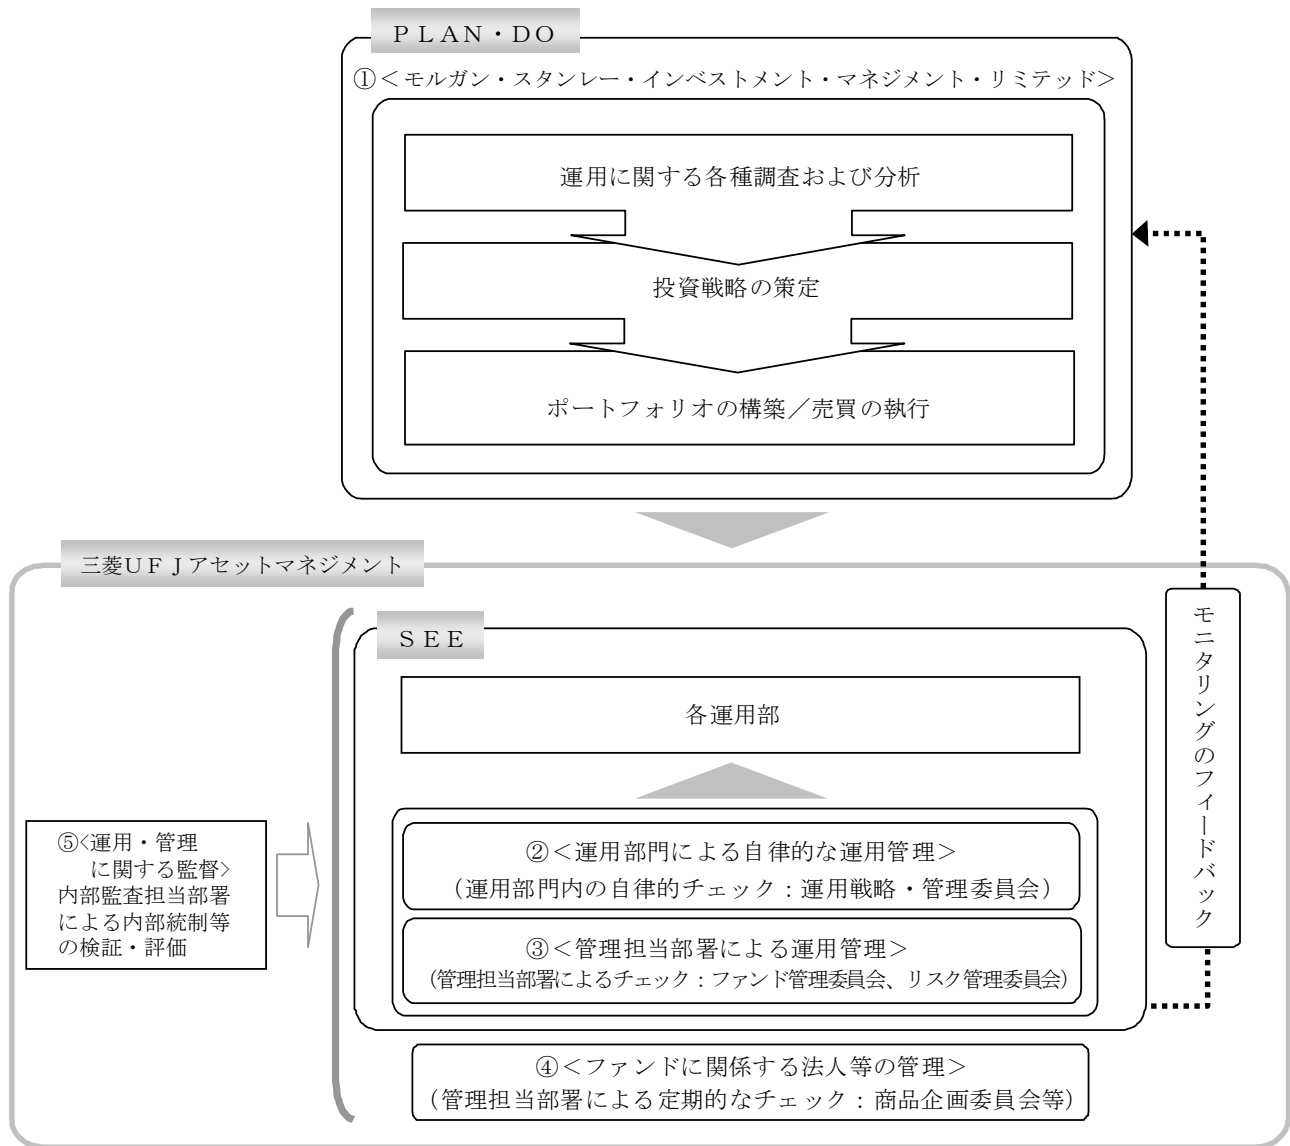 ＰＬＡＮ・ＤＯ
①＜モルガン・スタンレー・インベストメント・マネジメント・リミテッド＞
運用に関する各種調査および分析
投資戦略の策定
ポートフォリオの構築／売買の執行
三菱ＵＦＪアセットマネジメント
ＳＥＥ
各運用部
②＜運用部門による自律的な運用管理＞
（運用部門内の自律的チェック：運用戦略・管理委員会）
③＜管理担当部署による運用管理＞
（管理担当部署によるチェック：ファンド管理委員会、リスク管理委員会）
④＜ファンドに関係する法人等の管理＞
（管理担当部署による定期的なチェック：商品企画委員会等）
⑤<運用・管理
に関する監督>
内部監査担当部署
による内部統制等
の検証・評価
モニタリングのフィードバック